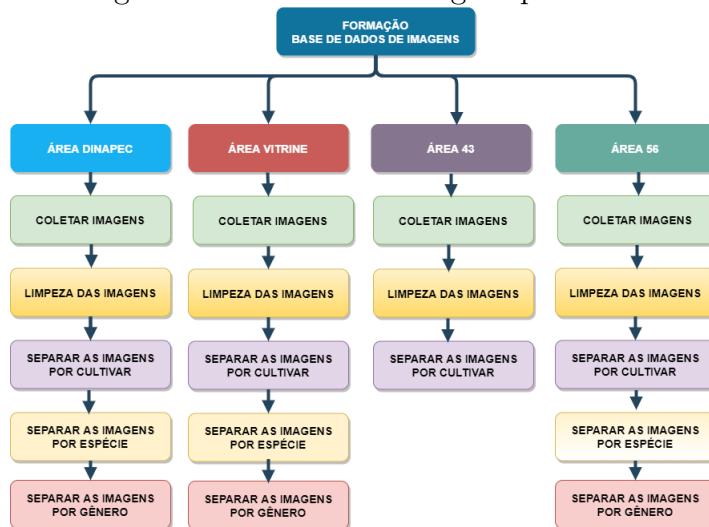 FORMAÇÃO
BASE DE DADOS DE IMAGENS
ÁREA DINAPEC
ÁREA VITRINE
ÁREA 43
ÁREA 56
COLETAR IMAGENS
COLETAR IMAGENS
COLETAR IMAGENS
COLETAR IMAGENS
LIMPEZA DAS IMAGENS
LIMPEZA DAS IMAGENS
LIMPEZA DAS IMAGENS
LIMPEZA DAS IMAGENS
SEPARAR AS IMAGENS
POR CULTIVAR
SEPARAR AS IMAGENS
POR CULTIVAR
SEPARAR AS IMAGENS
POR CULTIVAR
SEPARAR AS IMAGENS
POR CULTIVAR
SEPARAR AS IMAGENS
POR ESPÉCIE
SEPARAR AS IMAGENS
POR ESPÉCIE
SEPARAR AS IMAGENS
POR ESPÉCIE
SEPARAR AS IMAGENS
POR GÊNERO
SEPARAR AS IMAGENS
POR GÊNERO
SEPARAR AS IMAGENS
POR GÊNERO